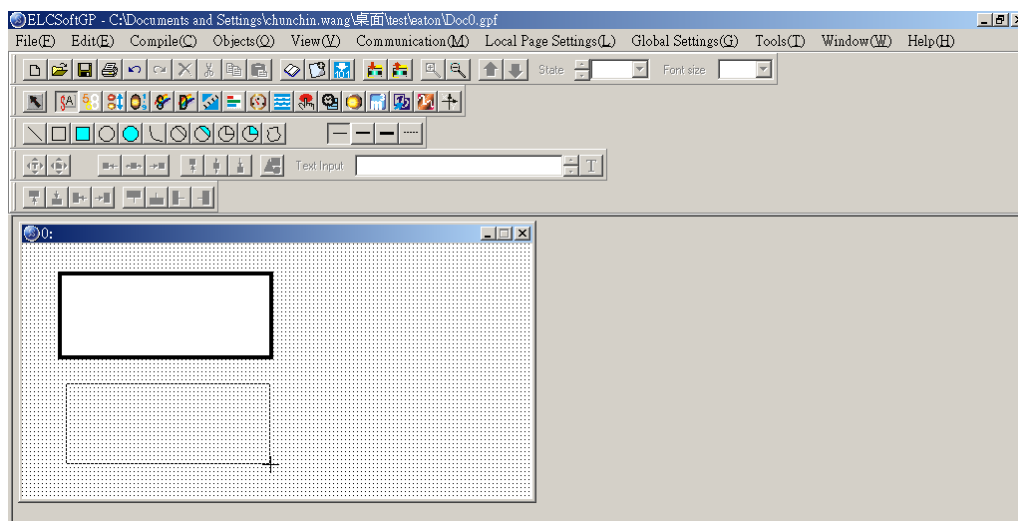 ELCSoftGP - C:\Documents and Settings\chunchin.wang\桌面\test\eaton\Doc0.gpf
File(F) Edit(E) Compile(C) Objects(O) View(V) Communication(M) Local Page Settings(L) Global Settings(G) Tools(T) Window(W) Help(H)
State Font size
Text Input T
0: